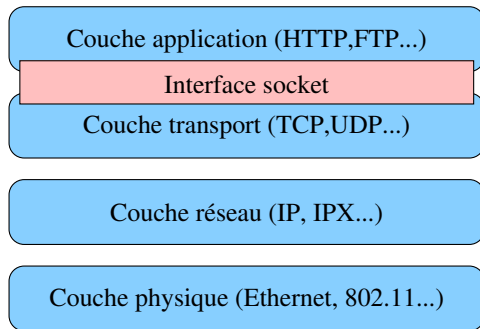 Couche application (HTTP,FTP...)
Interface socket
Couche transport (TCP,UDP...)
Couche réseau (IP, IPX...)
Couche physique (Ethernet, 802.11...)